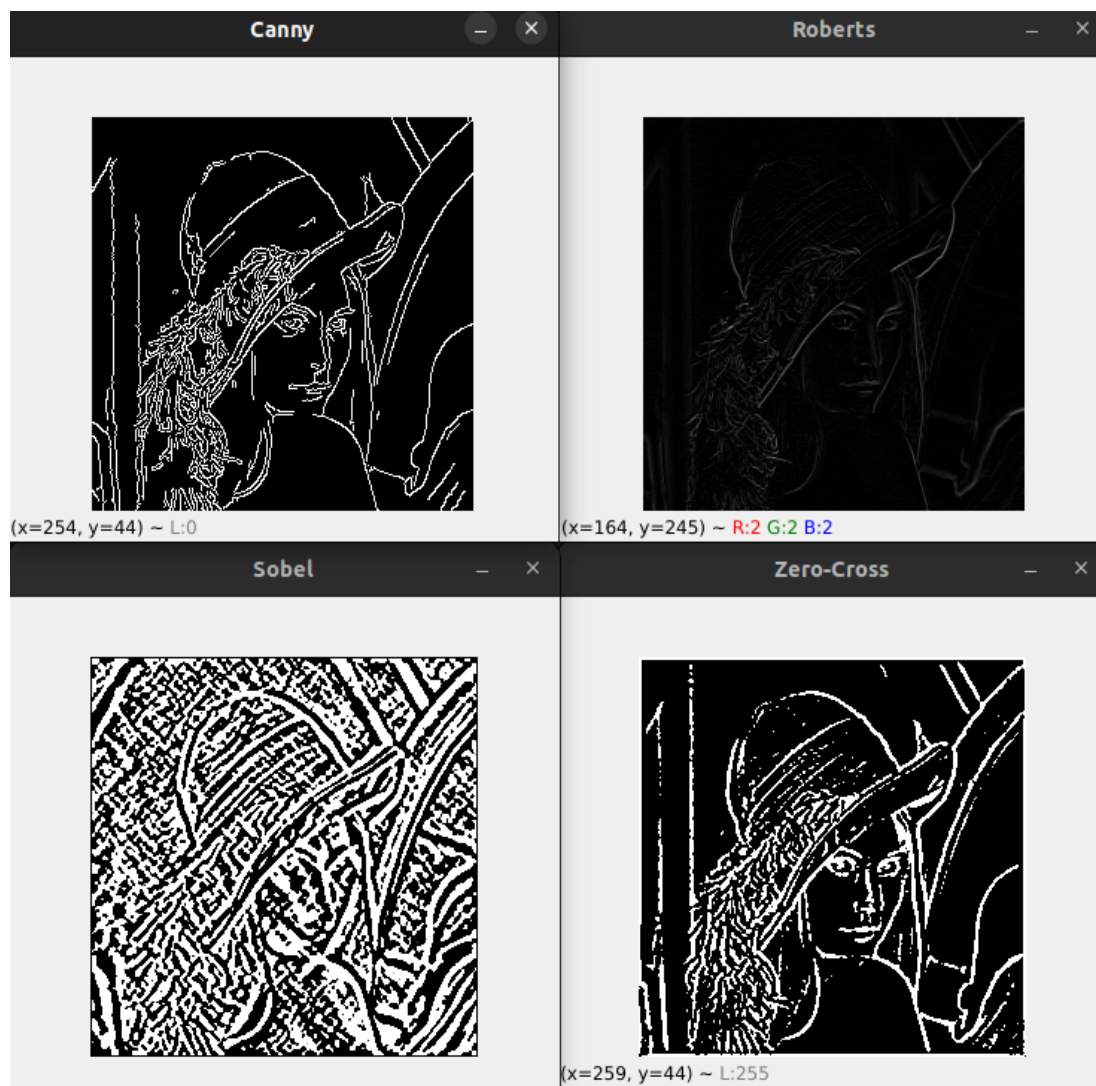 Canny
Roberts
(x=254, y=44) ~ L:0
(x=164, y=245) ~ R:2 G:2 B:2
Sobel
Zero-Cross
(x=259, y=44) ~ L:255